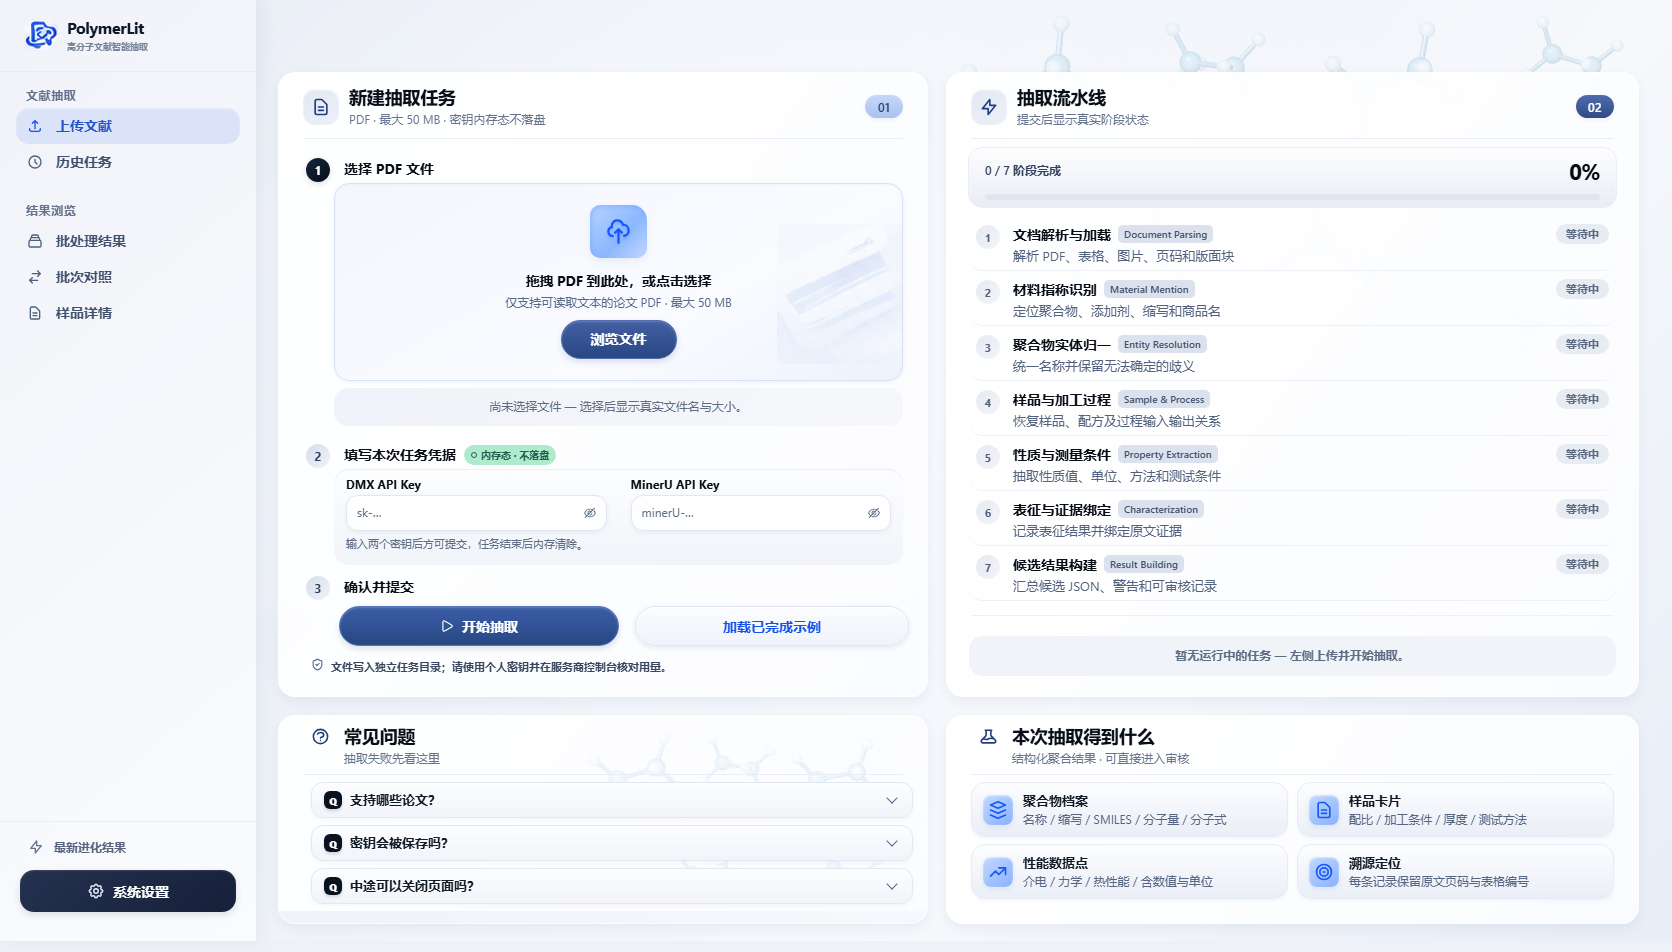 PolymerLit
高分子文献智能抽取
文献抽取
上传文献
历史任务
结果浏览
批处理结果
批次对照
样品详情
最新进化结果
系统设置
新建抽取任务
PDF · 最大 50 MB · 密钥内存态不落盘
01
1
选择 PDF 文件
拖拽 PDF 到此处，或点击选择
仅支持可读取文本的论文 PDF · 最大 50 MB
浏览文件
尚未选择文件 — 选择后显示真实文件名与大小。
2
填写本次任务凭据
内存态 · 不落盘
DMX API Key
MinerU API Key
sk-...
minerU-...
输入两个密钥后方可提交，任务结束后内存清除。
3
确认并提交
开始抽取
加载已完成示例
文件写入独立任务目录；请使用个人密钥并在服务商控制台核对用量。
抽取流水线
提交后显示真实阶段状态
02
0 / 7 阶段完成
0%
1
文档解析与加载 Document Parsing
等待中
解析 PDF、表格、图片、页码和版面块
2
材料指称识别 Material Mention
等待中
定位聚合物、添加剂、缩写和商品名
3
聚合物实体归一 Entity Resolution
等待中
统一名称并保留无法确定的歧义
4
样品与加工过程 Sample & Process
等待中
恢复样品、配方及过程输入输出关系
5
性质与测量条件 Property Extraction
等待中
抽取性质值、单位、方法和测试条件
6
表征与证据绑定 Characterization
等待中
记录表征结果并绑定原文证据
7
候选结果构建 Result Building
等待中
汇总候选 JSON、警告和可审核记录
暂无运行中的任务 — 左侧上传并开始抽取。
常见问题
抽取失败先看这里
Q 支持哪些论文？
Q 密钥会被保存吗？
Q 中途可以关闭页面吗？
本次抽取得到什么
结构化聚合结果 · 可直接进入审核
聚合物档案
名称 / 缩写 / SMILES / 分子量 / 分子式
样品卡片
配比 / 加工条件 / 厚度 / 测试方法
性能数据点
介电 / 力学 / 热性能 / 含数值与单位
溯源定位
每条记录保留原文页码与表格编号